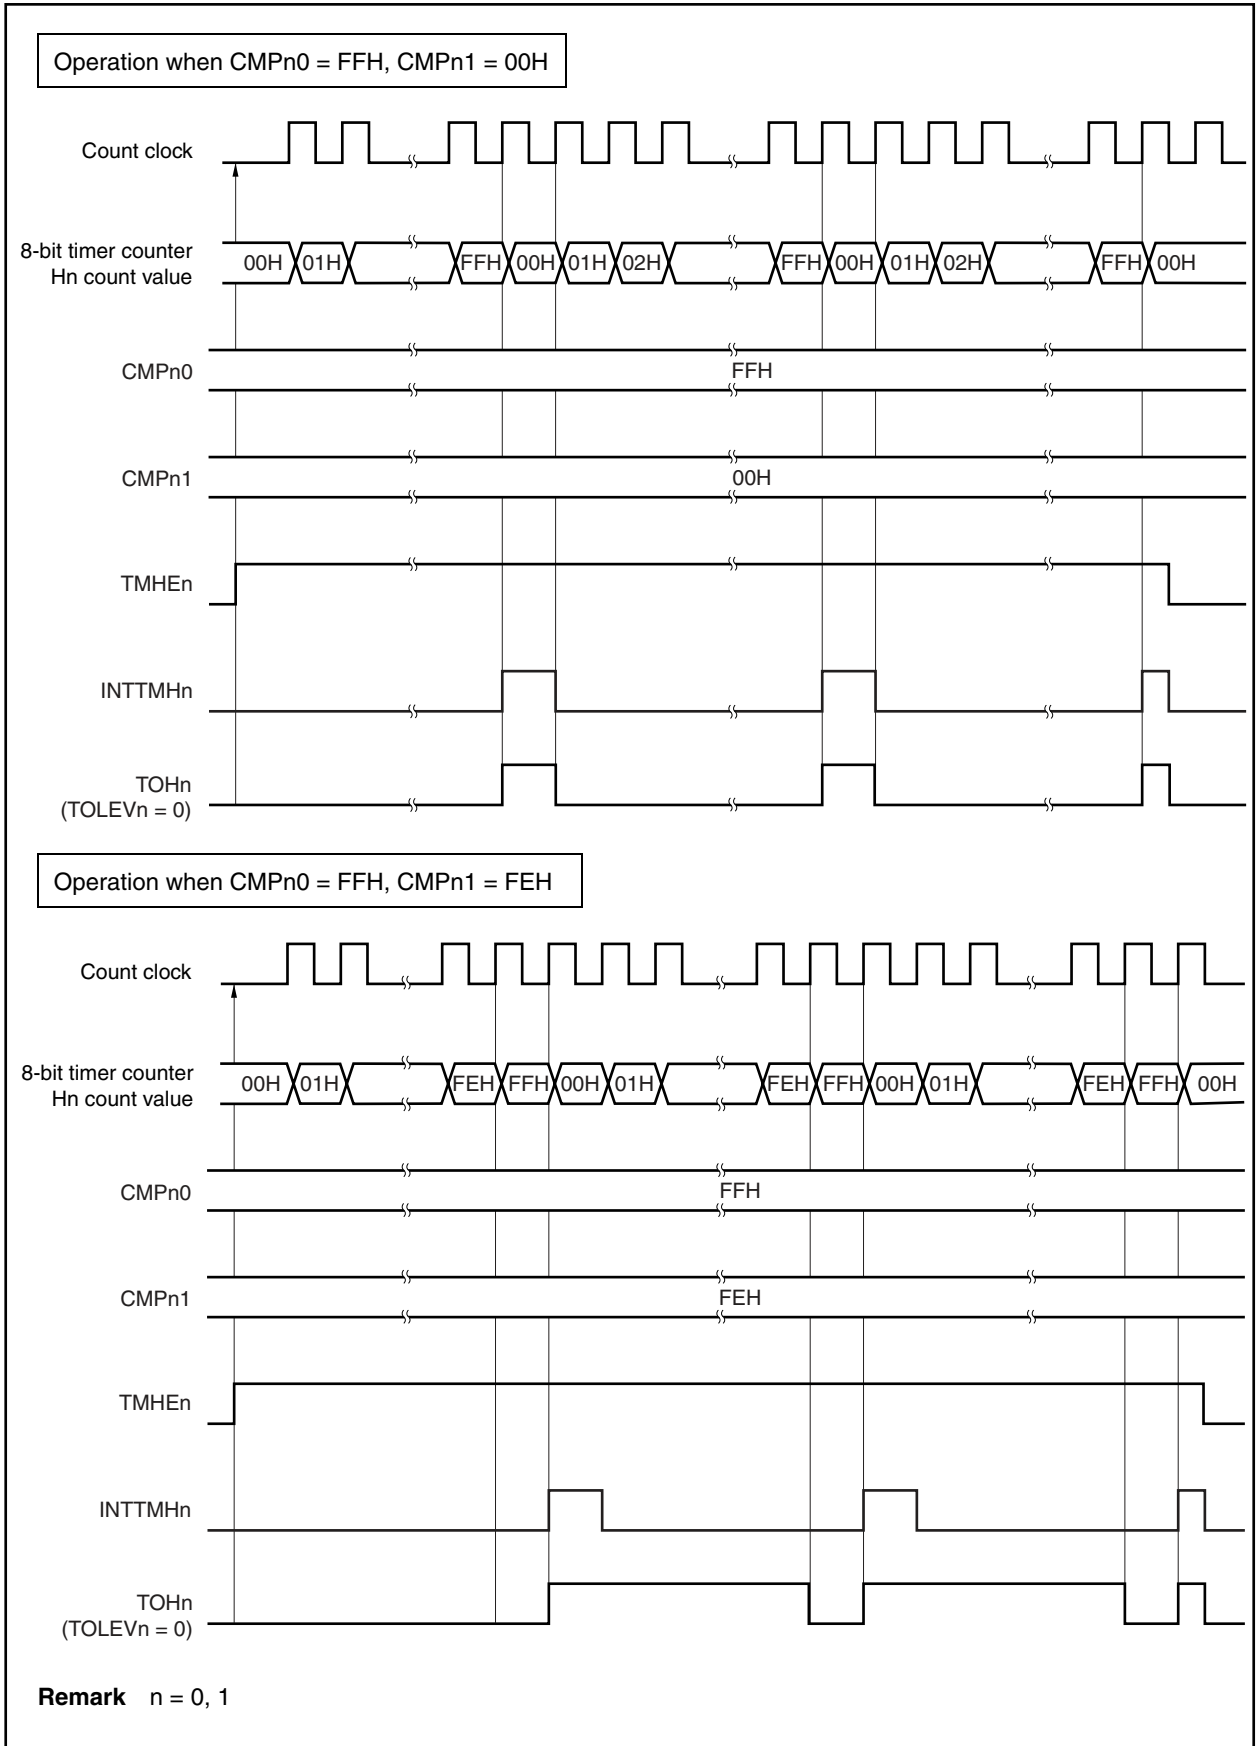 Operation when CMPn0 = FFH, CMPn1 = 00H
Count clock
8-bit timer counter
Hn count value
00H 01H FFH 00H 01H 02H FFH 00H 01H 02H FFH 00H
CMPn0
FFH
CMPn1
00H
TMHEn
INTTMHn
TOHn
(TOLEVn = 0)
Operation when CMPn0 = FFH, CMPn1 = FEH
Count clock
8-bit timer counter
Hn count value
00H 01H FEH FFH 00H 01H FEH FFH 00H 01H FEH FFH 00H
CMPn0
FFH
CMPn1
FEH
TMHEn
INTTMHn
TOHn
(TOLEVn = 0)
Remark n = 0, 1